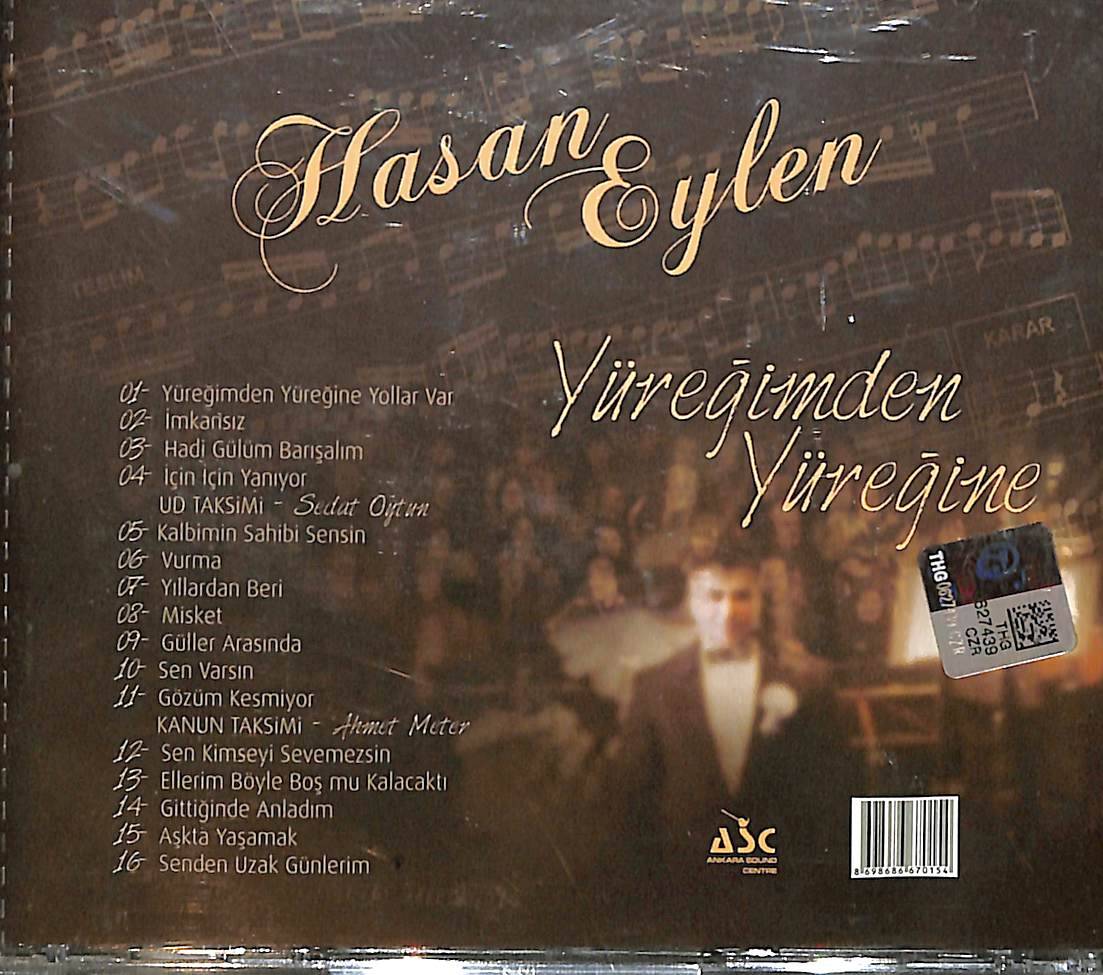 Hasan Eylen
Yüreğimden
Yüreğine
KARAR
01- Yüreğimden Yüreğine Yollar Var
02- İmkansız
03- Hadi Gülüm Barışalım
04- İçin İçin Yanıyor
UD TAKSİMİ - Sedat Oytun
05- Kalbimin Sahibi Sensin
06- Vurma
07- Yıllardan Beri
08- Misket
09- Güller Arasında
10- Sen Varsın
11- Gözüm Kesmiyor
KANUN TAKSİMİ - Ahmet Meter
12- Sen Kimseyi Sevemezsin
13- Ellerim Böyle Boş mu Kalacaktı
14- Gittiğinde Anladım
15- Aşkta Yaşamak
16- Senden Uzak Günlerim
THG
627439
CZR
ASC
ANKARA SOUND
CENTRE
8 698686 670154